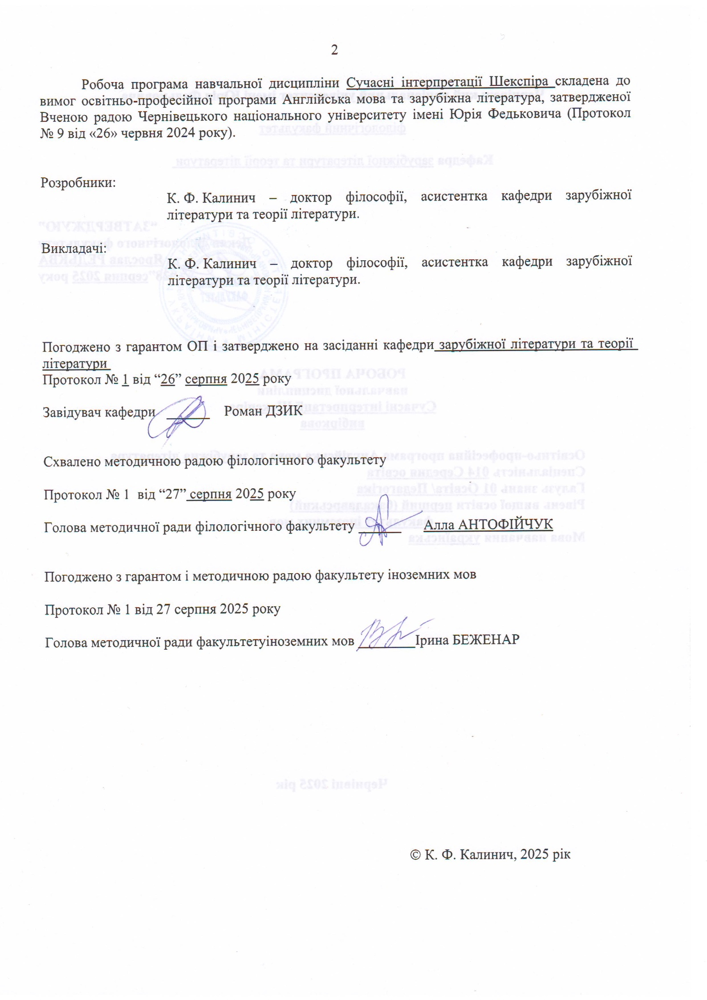 2
Робоча програма навчальної дисципліни Сучасні інтерпретації Шекспіра складена до
вимог освітньо-професійної програми Англійська мова та зарубіжна література, затвердженої
Вченою радою Чернівецького національного університету імені Юрія Федьковича (Протокол
№ 9 від «26» червня 2024 року).
Розробники:
К. Ф. Калинич – доктор філософії, асистентка кафедри зарубіжної
літератури та теорії літератури.
Викладачі:
К. Ф. Калинич – доктор філософії, асистентка кафедри зарубіжної
літератури та теорії літератури.
Погоджено з гарантом ОП і затверджено на засіданні кафедри зарубіжної літератури та теорії
літератури
Протокол № 1 від “26” серпня 2025 року
Завідувач кафедри ______ Роман ДЗИК
Схвалено методичною радою філологічного факультету
Протокол № 1 від “27” серпня 2025 року
Голова методичної ради філологічного факультету ______ Алла АНТОФІЙЧУК
Погоджено з гарантом і методичною радою факультету іноземних мов
Протокол № 1 від 27 серпня 2025 року
Голова методичної ради факультетуіноземних мов ________Ірина БЕЖЕНАР
© К. Ф. Калинич, 2025 рік